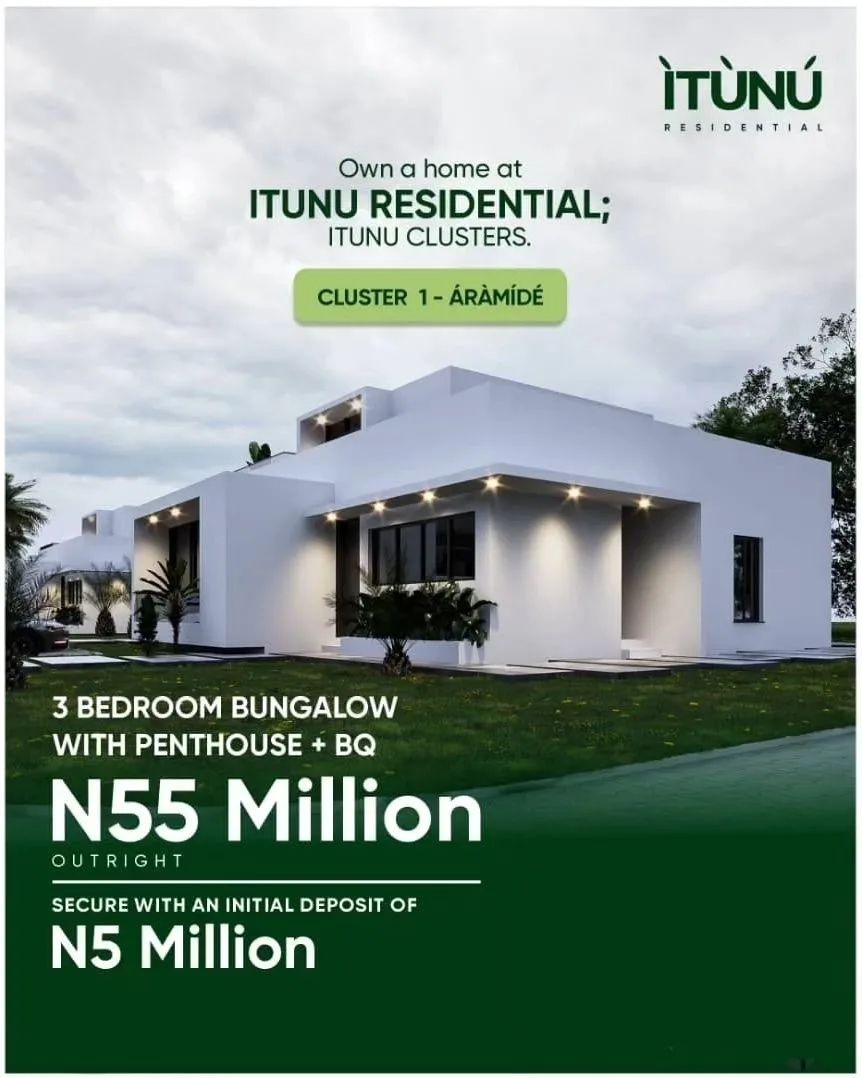 ÌTÙNÚ
RESIDENTIAL
Own a home at
ITUNU RESIDENTIAL;
ITUNU CLUSTERS.
CLUSTER 1 - ÁRÀMÍDÉ
3 BEDROOM BUNGALOW
WITH PENTHOUSE + BQ
N55 Million
OUTRIGHT
SECURE WITH AN INITIAL DEPOSIT OF
N5 Million